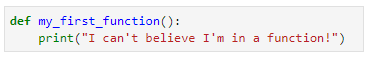 def my_first_function():
    print("I can't believe I'm in a function!")